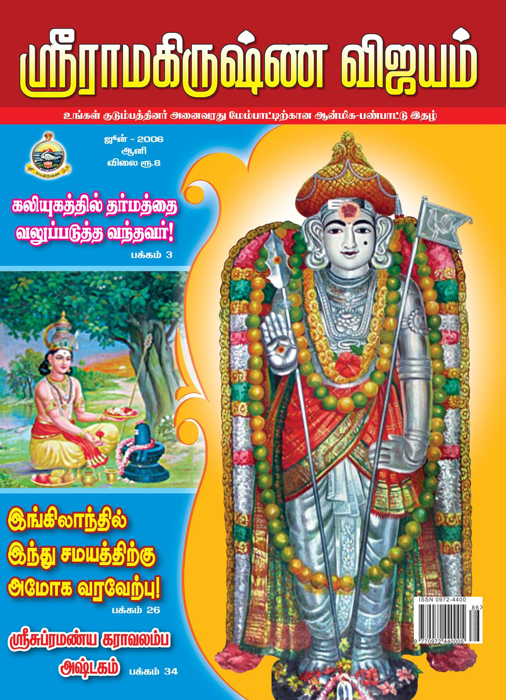 ஸ்ரீராமகிருஷ்ண விஜயம்
உங்கள் குடும்பத்தினர் அனைவரது மேம்பாட்டிற்கான ஆன்மிக-பண்பாட்டு இதழ்
ஜூன் - 2006
ஆனி
விலை ரூ.8
கலியுகத்தில் தர்மத்தை
வலுப்படுத்த வந்தவர்!
பக்கம் 3
இங்கிலாந்தில்
இந்து சமயத்திற்கு
அமோக வரவேற்பு!
பக்கம் 26
ஸ்ரீசுப்ரமண்ய கராவலம்ப
அஷ்டகம் பக்கம் 34
ISSN 0972-4400